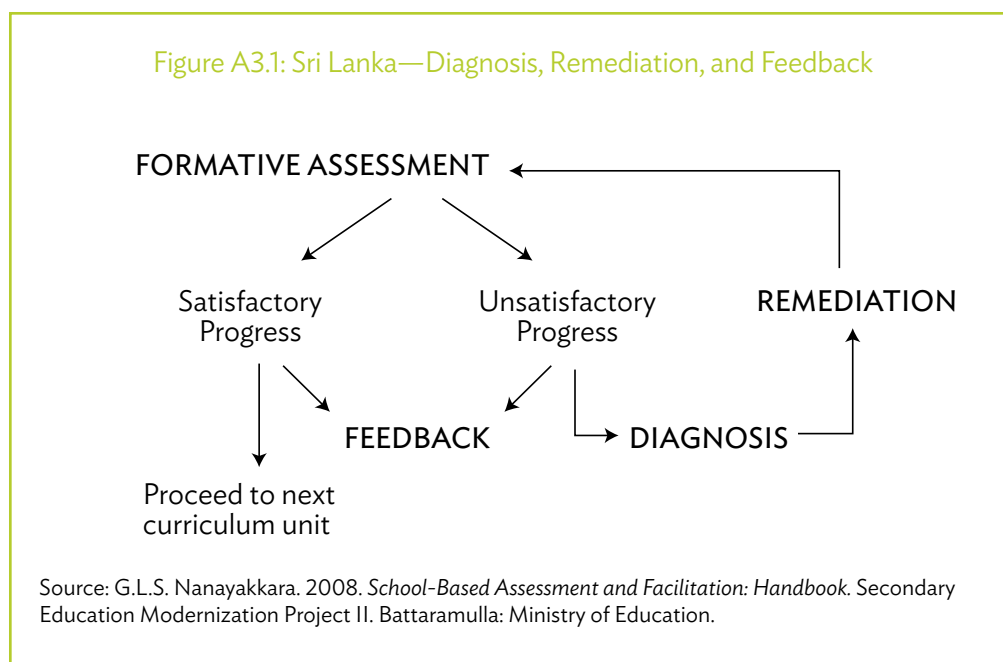 Figure A3.1: Sri Lanka—Diagnosis, Remediation, and Feedback
FORMATIVE ASSESSMENT
Satisfactory
Progress
Unsatisfactory
Progress
REMEDIATION
FEEDBACK
DIAGNOSIS
Proceed to next
curriculum unit
Source: G.L.S. Nanayakkara. 2008. School-Based Assessment and Facilitation: Handbook. Secondary
Education Modernization Project II. Battaramulla: Ministry of Education.